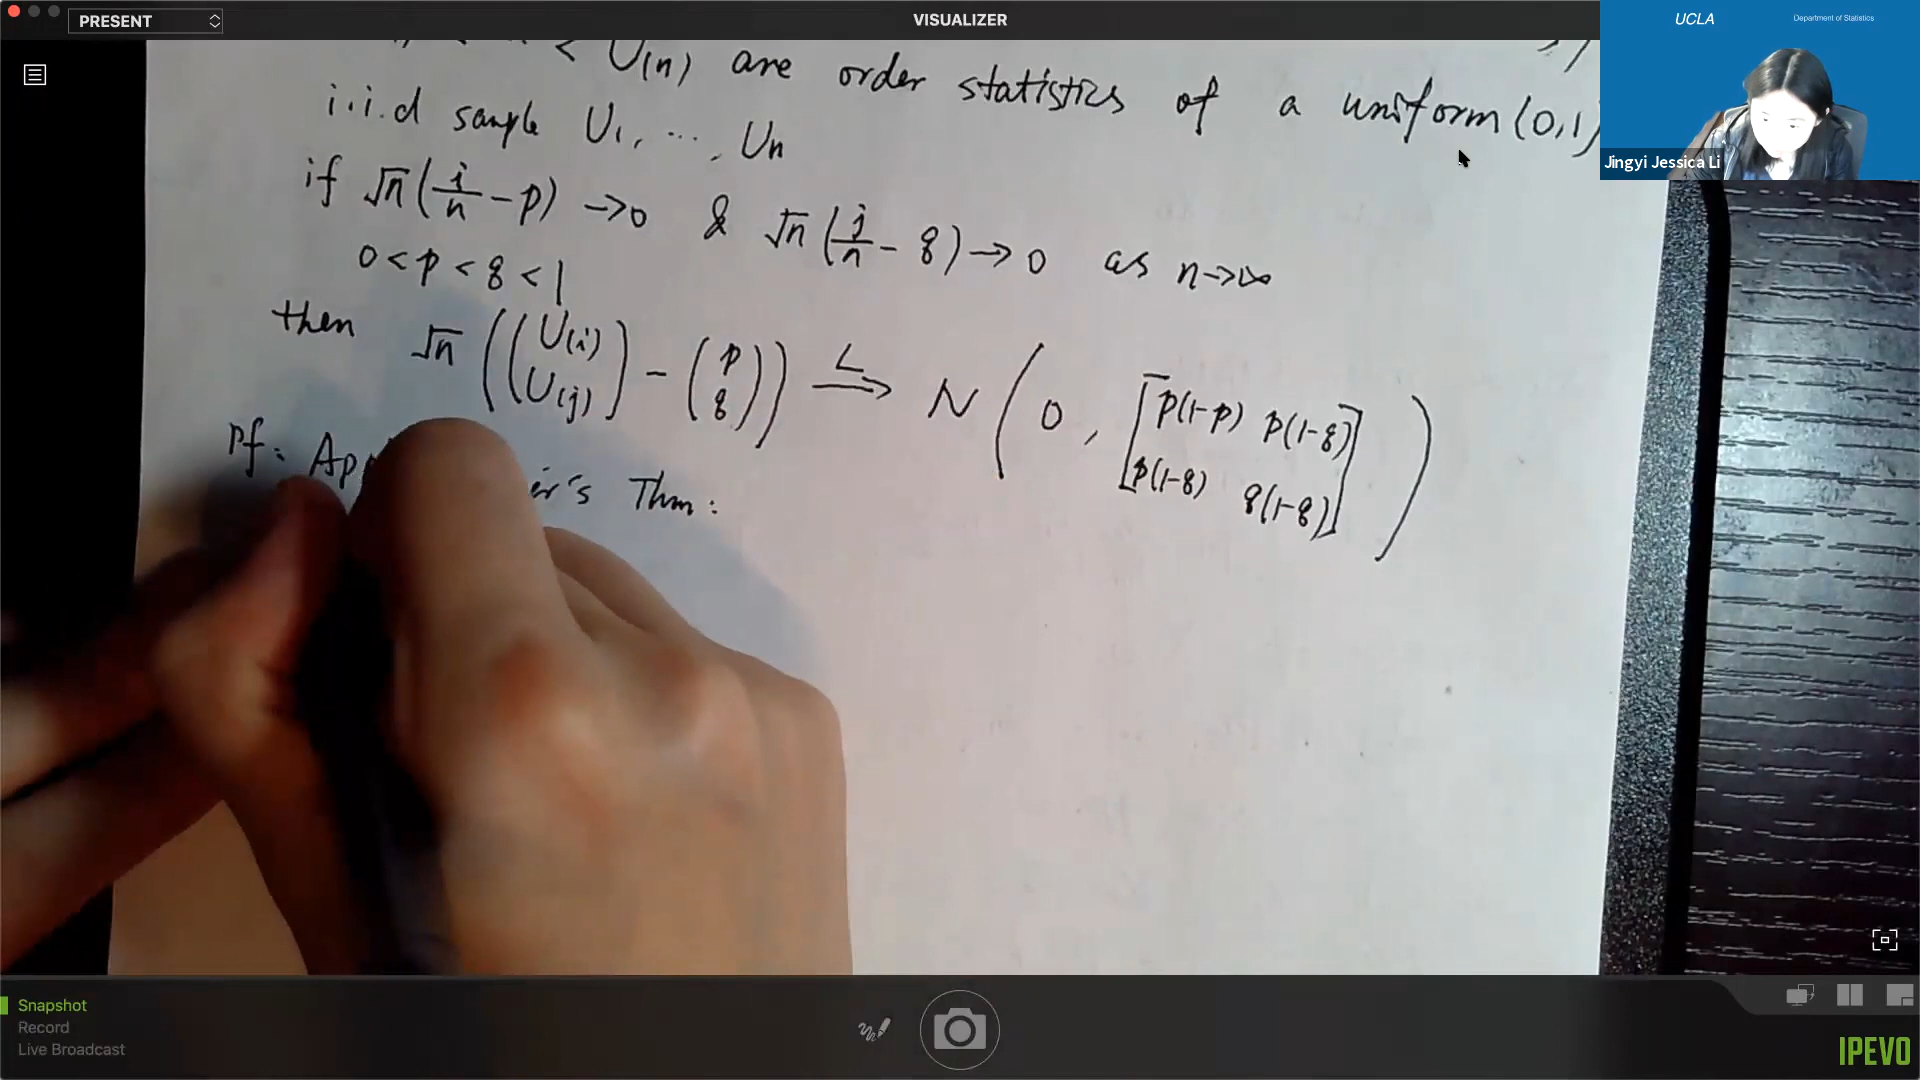 PRESENT
VISUALIZER
UCLA
Department of Statistics
Jingyi Jessica Li
< U(n) are order statistics of a uniform (0,1)
i.i.d sample U1, ..., Un
if √n(i/n - p) → 0 & √n(j/n - q) → 0 as n→∞
0 < p < q < 1
then √n((U(i) U(j)) - (p q)) →L N(0, [p(1-p) p(1-q) p(1-q) q(1-q)])
Pf: Thm:
Snapshot
Record
Live Broadcast
IPEVO